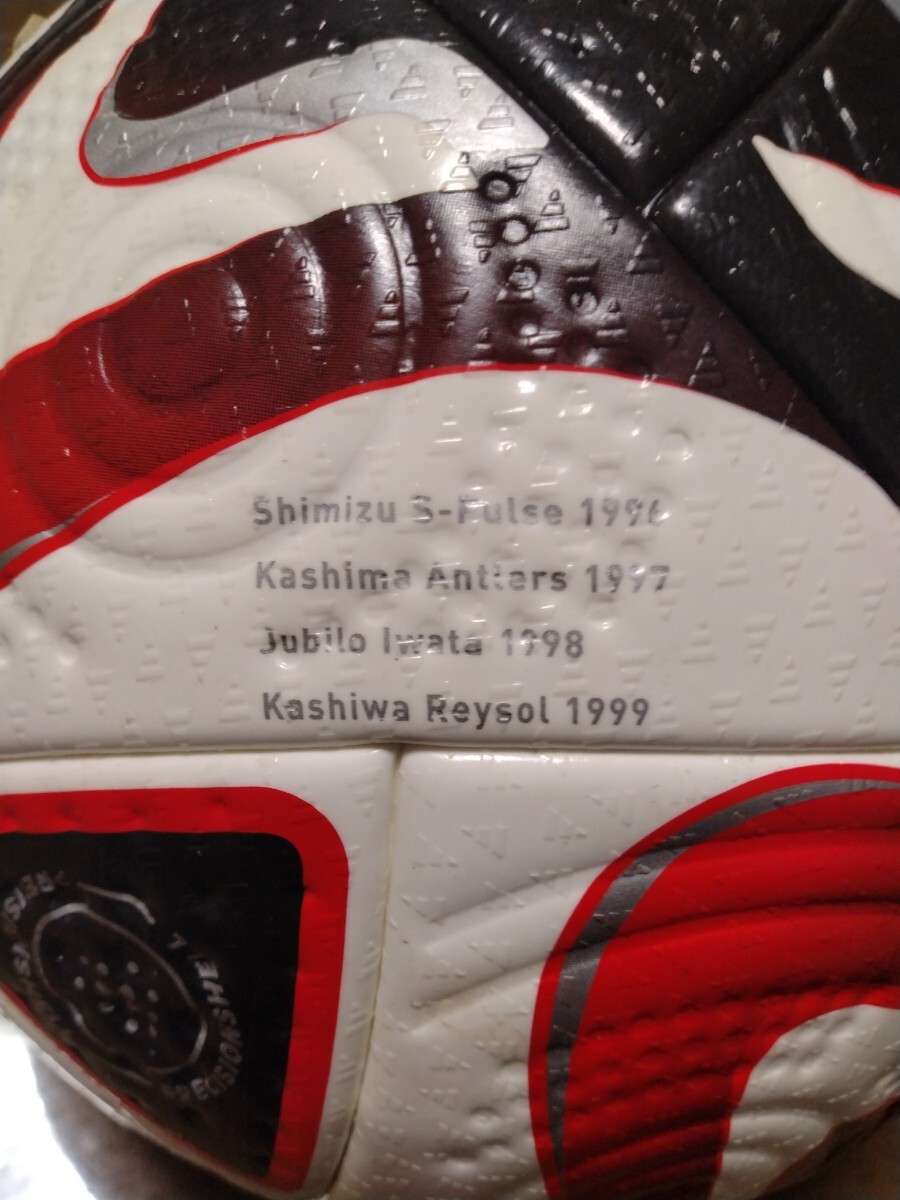 Shimizu S-Pulse 1996
Kashima Antlers 1997
Jubilo Iwata 1998
Kashiwa Reysol 1999